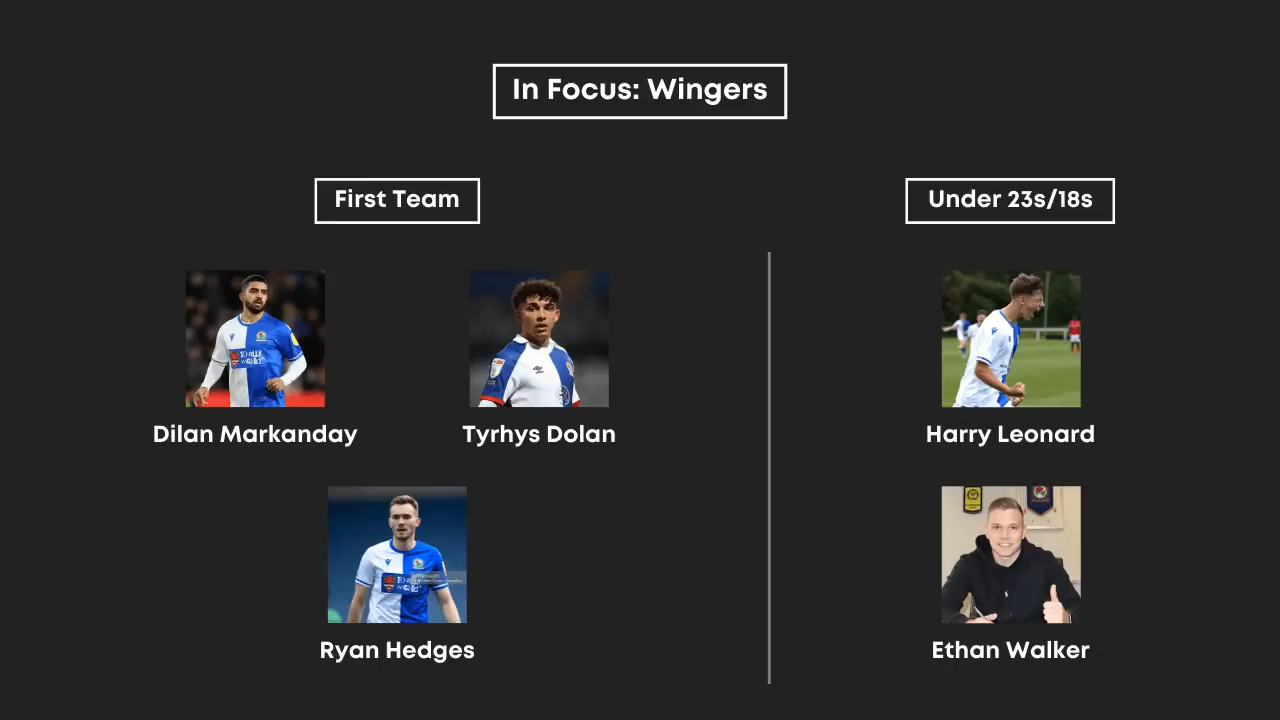 In Focus: Wingers
First Team
Under 23s/18s
Dilan Markanday
Tyrhys Dolan
Harry Leonard
Ryan Hedges
Ethan Walker